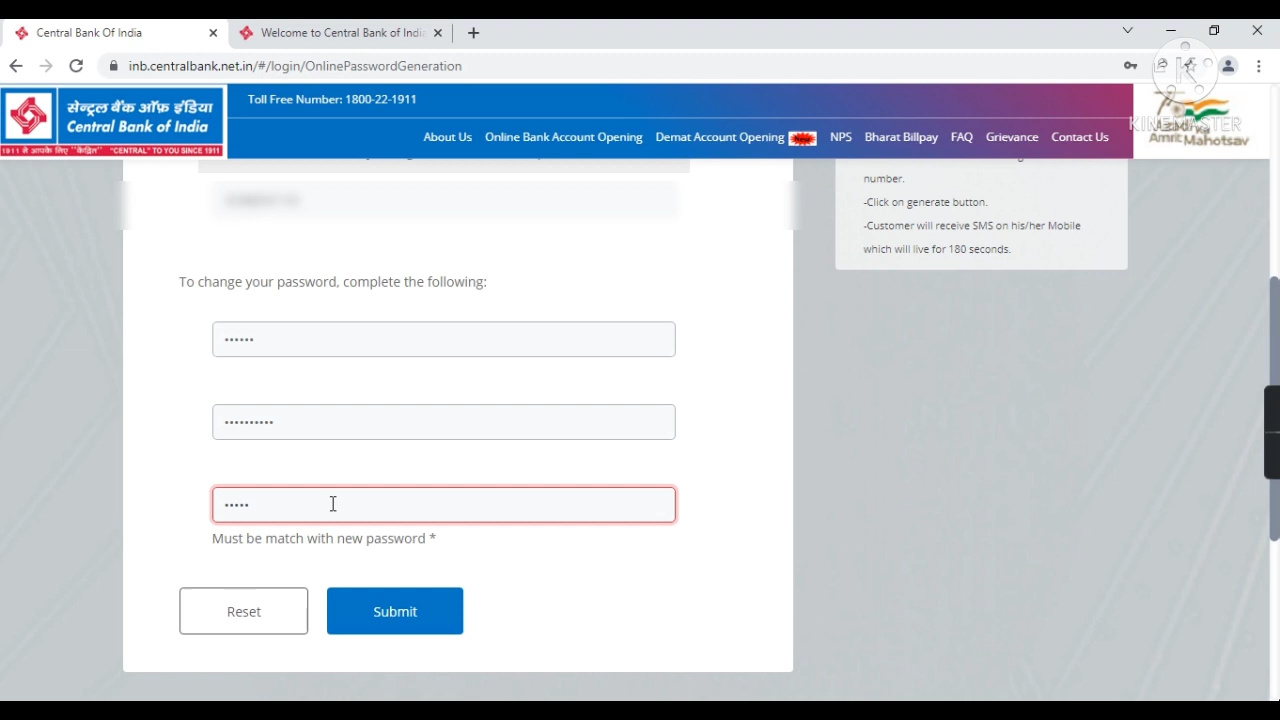 Central Bank Of India
Welcome to Central Bank of India
inb.centralbank.net.in/#/login/OnlinePasswordGeneration
सेन्ट्रल बैंक ऑफ़ इंडिया
Central Bank of India
1911 से आपके लिए "केंद्रित" "CENTRAL" TO YOU SINCE 1911
Toll Free Number: 1800-22-1911
About Us Online Bank Account Opening Demat Account Opening NPS Bharat Billpay FAQ Grievance Contact Us
KINEMASTER
Amrit Mahotsav
number.
-Click on generate button.
-Customer will receive SMS on his/her Mobile
which will live for 180 seconds.
To change your password, complete the following:
••••••
••••••••••
•••••
Must be match with new password *
Reset
Submit